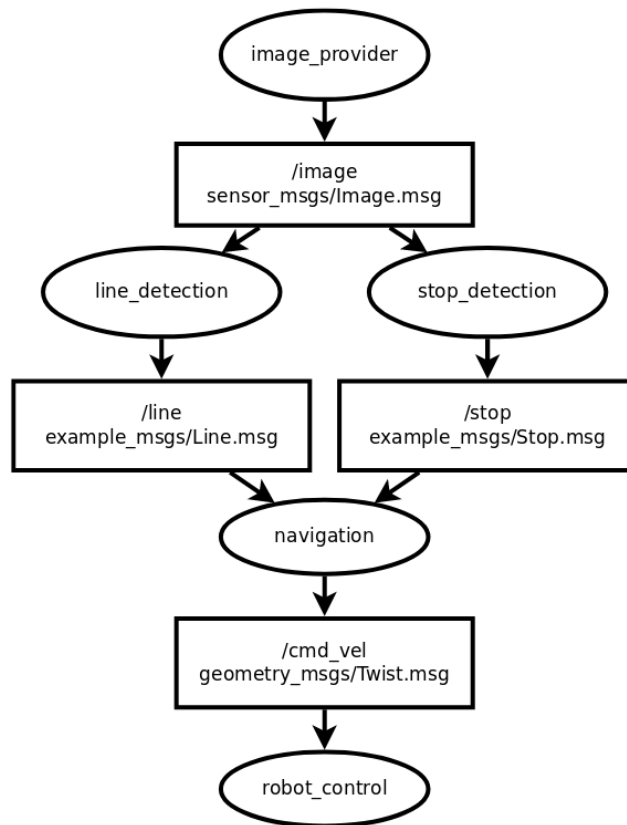 image_provider
/image
sensor_msgs/Image.msg
line_detection
stop_detection
/line
example_msgs/Line.msg
/stop
example_msgs/Stop.msg
navigation
/cmd_vel
geometry_msgs/Twist.msg
robot_control